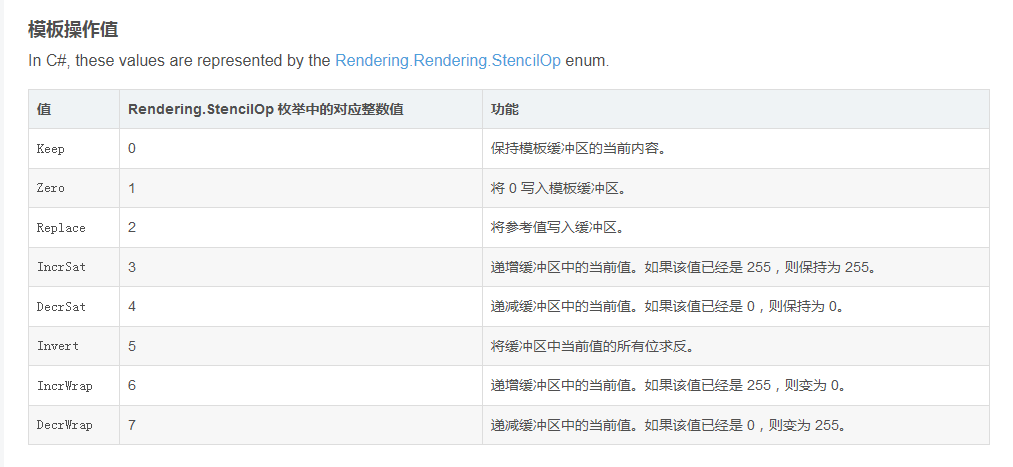 模板操作值
In C#, these values are represented by the Rendering.Rendering.StencilOp enum.
值 Rendering.StencilOp 枚举中的对应整数值 功能
Keep 0 保持模板缓冲区的当前内容。
Zero 1 将 0 写入模板缓冲区。
Replace 2 将参考值写入缓冲区。
IncrSat 3 递增缓冲区中的当前值。如果该值已经是 255，则保持为 255。
DecrSat 4 递减缓冲区中的当前值。如果该值已经是 0，则保持为 0。
Invert 5 将缓冲区中当前值的所有位求反。
IncrWrap 6 递增缓冲区中的当前值。如果该值已经是 255，则变为 0。
DecrWrap 7 递减缓冲区中的当前值。如果该值已经是 0，则变为 255。